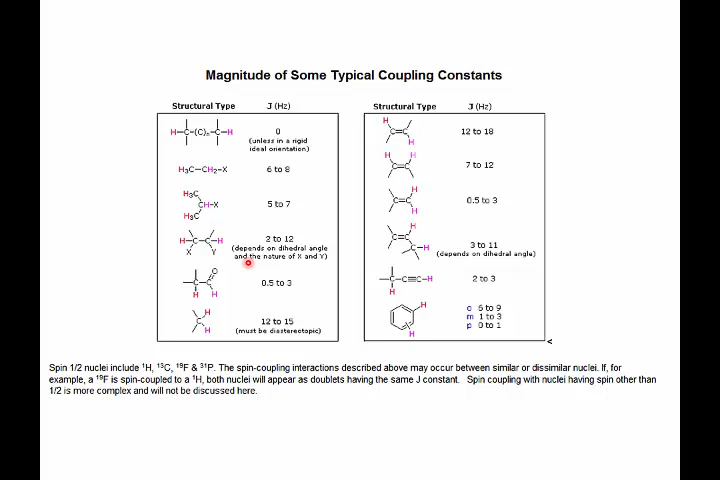 Magnitude of Some Typical Coupling Constants
Structural Type J (Hz)
H–C–(C)ₙ–C–H 0
(unless in a rigid
ideal orientation)
H₃C–CH₂–X 6 to 8
H₃C
CH–X 5 to 7
H₃C
H–C–C–H 2 to 12
X Y (depends on dihedral angle
and the nature of X and Y)
O
–C–C 0.5 to 3
H H
H
C 12 to 15
H (must be diastereotopic)
Structural Type J (Hz)
H
C=C 12 to 18
H
H H
C=C 7 to 12
H
C=C 0.5 to 3
H
H
C=C 3 to 11
C–H (depends on dihedral angle)
–C–C≡C–H 2 to 3
H
H o 6 to 9
m 1 to 3
H p 0 to 1
<
Spin 1/2 nuclei include ¹H, ¹³C, ¹⁹F & ³¹P. The spin-coupling interactions described above may occur between similar or dissimilar nuclei. If, for
example, a ¹⁹F is spin-coupled to a ¹H, both nuclei will appear as doublets having the same J constant. Spin coupling with nuclei having spin other than
1/2 is more complex and will not be discussed here.